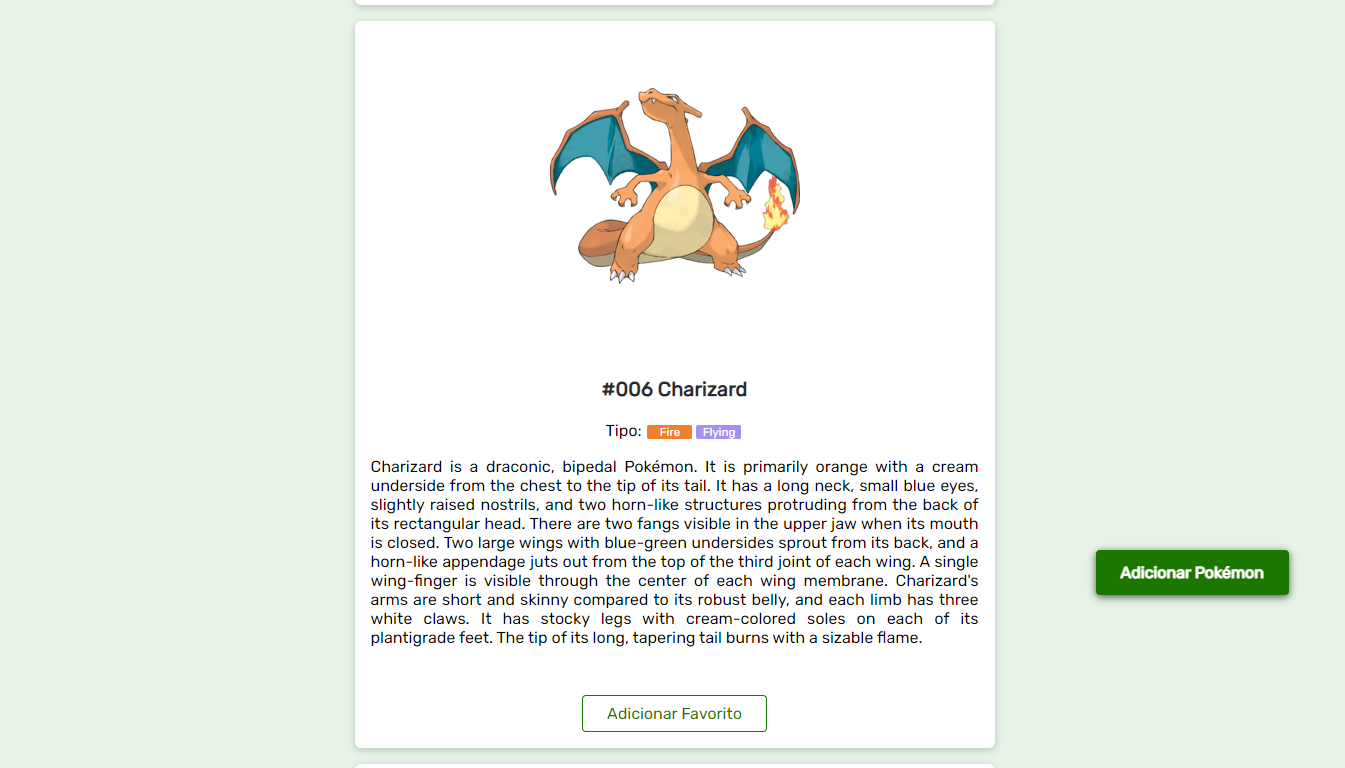 #006 Charizard
Tipo: Fire Flying
Charizard is a draconic, bipedal Pokémon. It is primarily orange with a cream
underside from the chest to the tip of its tail. It has a long neck, small blue eyes,
slightly raised nostrils, and two horn-like structures protruding from the back of
its rectangular head. There are two fangs visible in the upper jaw when its mouth
is closed. Two large wings with blue-green undersides sprout from its back, and a
horn-like appendage juts out from the top of the third joint of each wing. A single
wing-finger is visible through the center of each wing membrane. Charizard's
arms are short and skinny compared to its robust belly, and each limb has three
white claws. It has stocky legs with cream-colored soles on each of its
plantigrade feet. The tip of its long, tapering tail burns with a sizable flame.
Adicionar Pokémon
Adicionar Favorito